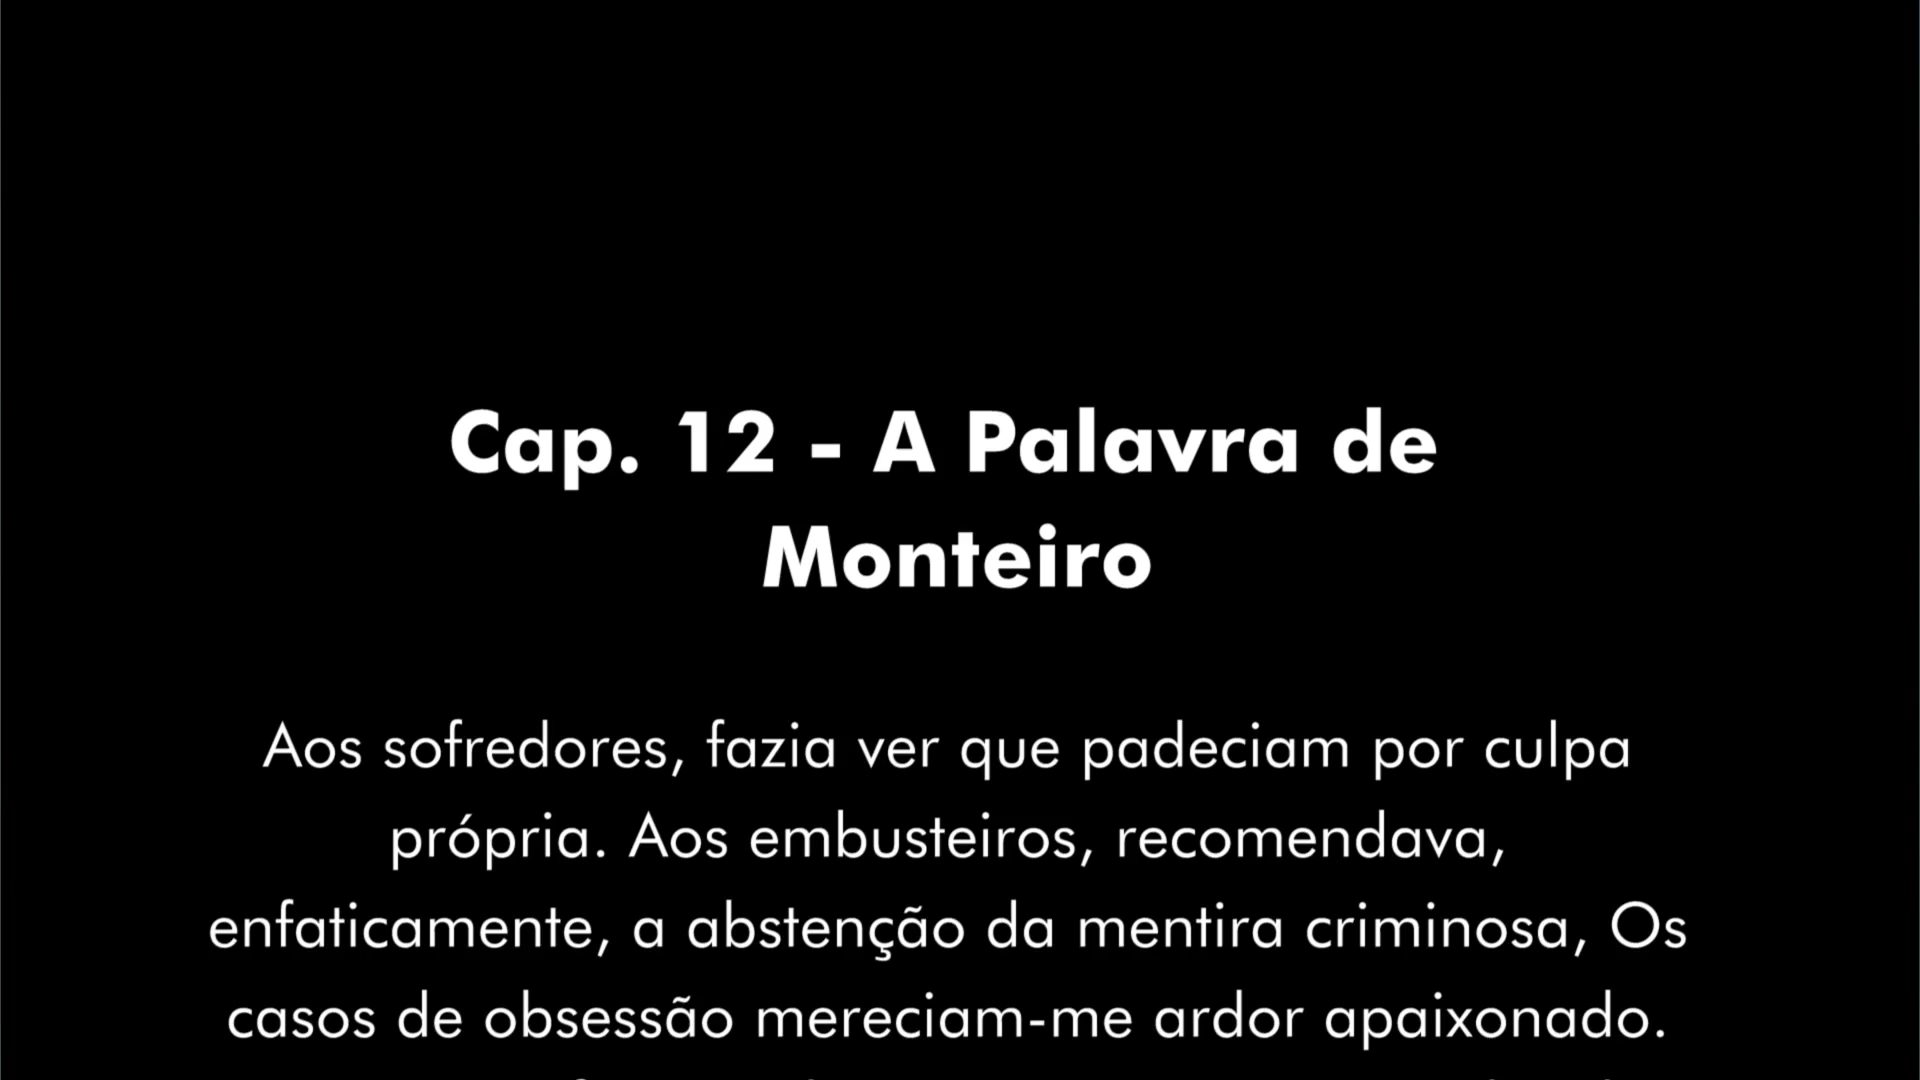 Cap. 12 - A Palavra de
Monteiro
Aos sofredores, fazia ver que padeciam por culpa
própria. Aos embusteiros, recomendava,
enfaticamente, a abstenção da mentira criminosa, Os
casos de obsessão mereciam-me ardor apaixonado.